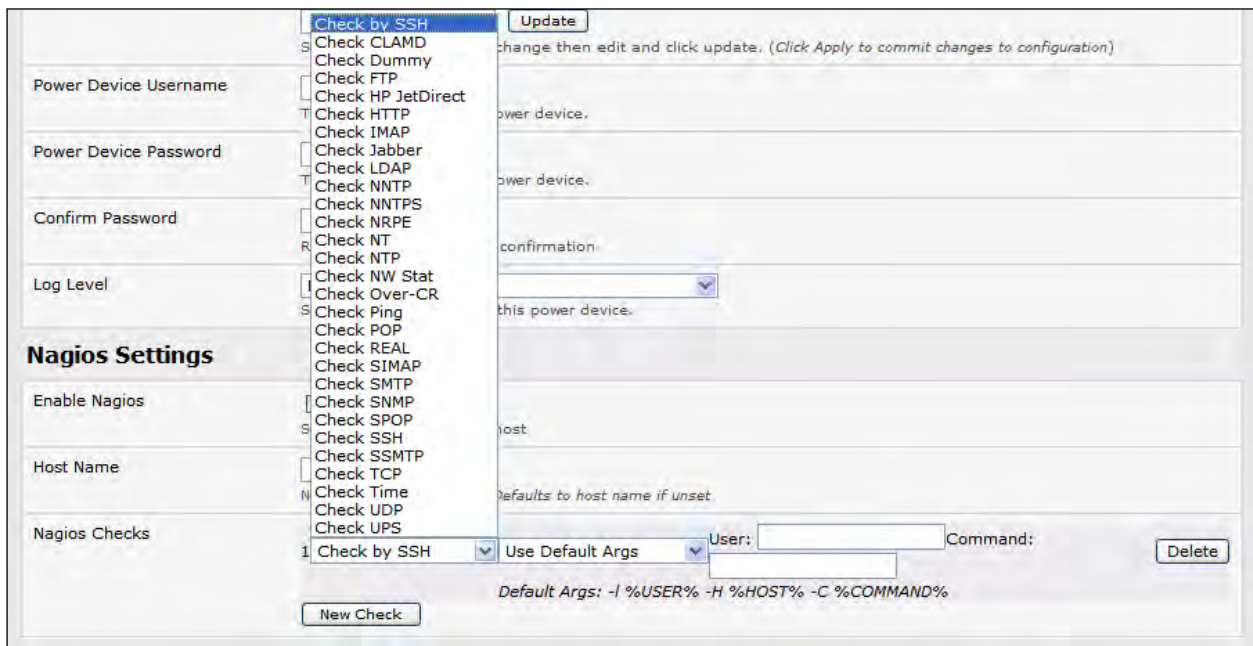 Check by SSH
Update
Check CLAMD
change then edit and click update. (Click Apply to commit changes to configuration)
Check Dummy
Check FTP
Power Device Username
Check HP JetDirect
Check HTTP
power device.
Check IMAP
Power Device Password
Check Jabber
Check LDAP
power device.
Check NNTP
Check NNTPS
Confirm Password
Check NRPE
Check NT
confirmation
Check NTP
Log Level
Check NW Stat
Check Over-CR
this power device.
Check Ping
Check POP
Nagios Settings
Check REAL
Check SIMAP
Check SMTP
Enable Nagios
Check SNMP
Check SPOP
host
Check SSH
Check SSMTP
Host Name
Check TCP
Check Time
Defaults to host name if unset
Check UDP
Check UPS
Nagios Checks
1 Check by SSH Use Default Args User: Command: Delete
Default Args: -l %USER% -H %HOST% -C %COMMAND%
New Check